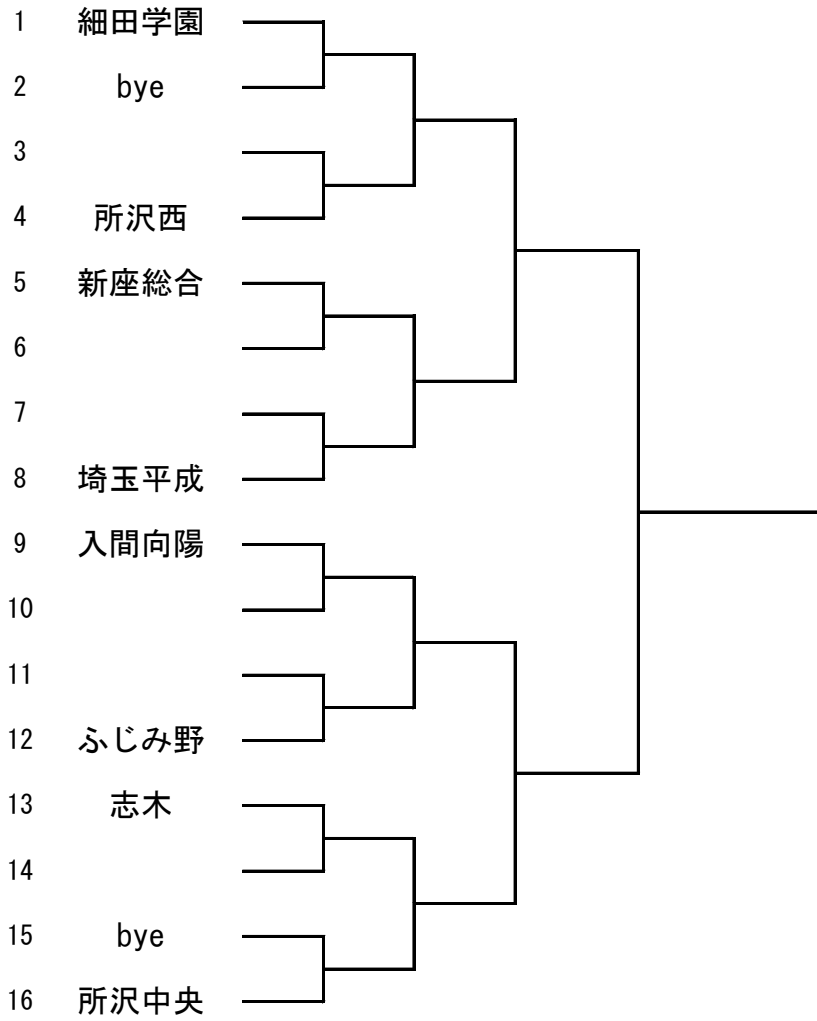 1 細田学園
2 bye
3
4 所沢西
5 新座総合
6
7
8 埼玉平成
9 入間向陽
10
11
12 ふじみ野
13 志木
14
15 bye
16 所沢中央